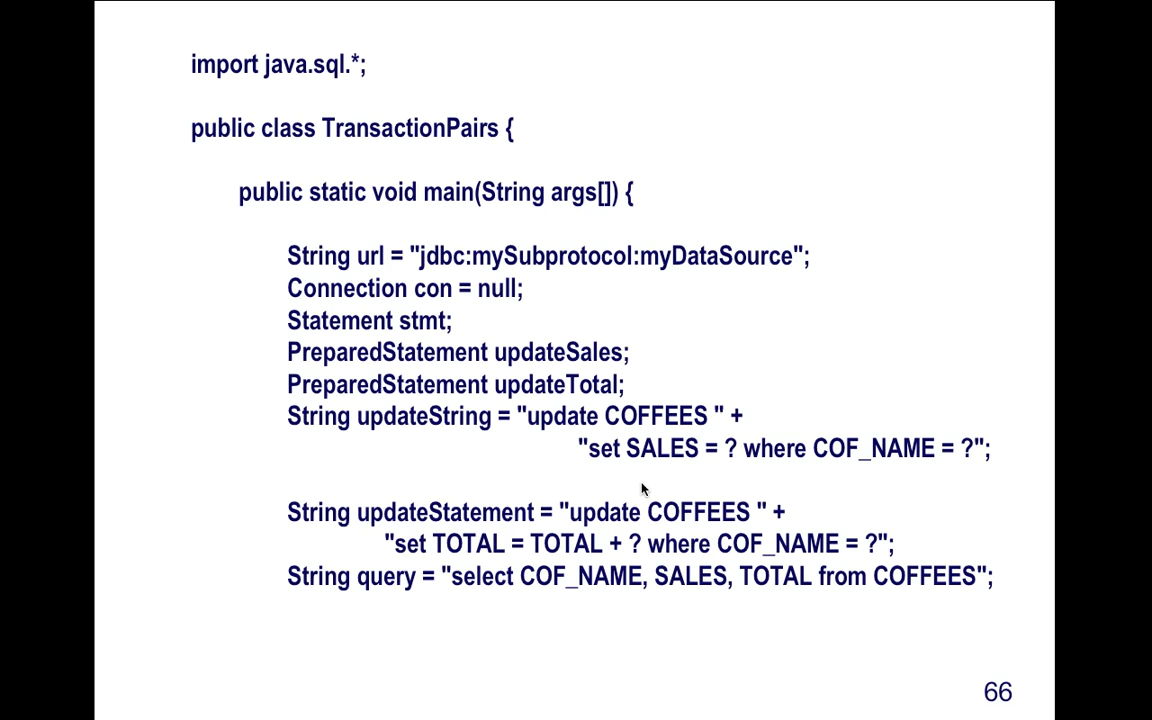 import java.sql.*;
public class TransactionPairs {
public static void main(String args[]) {
String url = "jdbc:mySubprotocol:myDataSource";
Connection con = null;
Statement stmt;
PreparedStatement updateSales;
PreparedStatement updateTotal;
String updateString = "update COFFEES " +
"set SALES = ? where COF_NAME = ?";
String updateStatement = "update COFFEES " +
"set TOTAL = TOTAL + ? where COF_NAME = ?";
String query = "select COF_NAME, SALES, TOTAL from COFFEES";
66